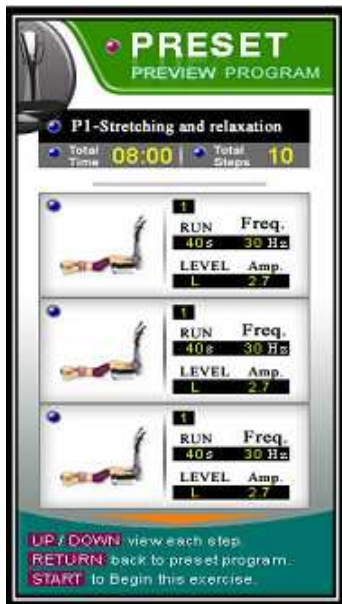 PRESET
PREVIEW PROGRAM
P1-Stretching and relaxation
Total Time 08:00 | Total Steps 10
1
RUN Freq.
40s 30 Hz
LEVEL Amp.
L 2.7
1
RUN Freq.
40s 30 Hz
LEVEL Amp.
L 2.7
1
RUN Freq.
40s 30 Hz
LEVEL Amp.
L 2.7
UP / DOWN view each step.
RETURN back to preset program.
START to Begin this exercise.